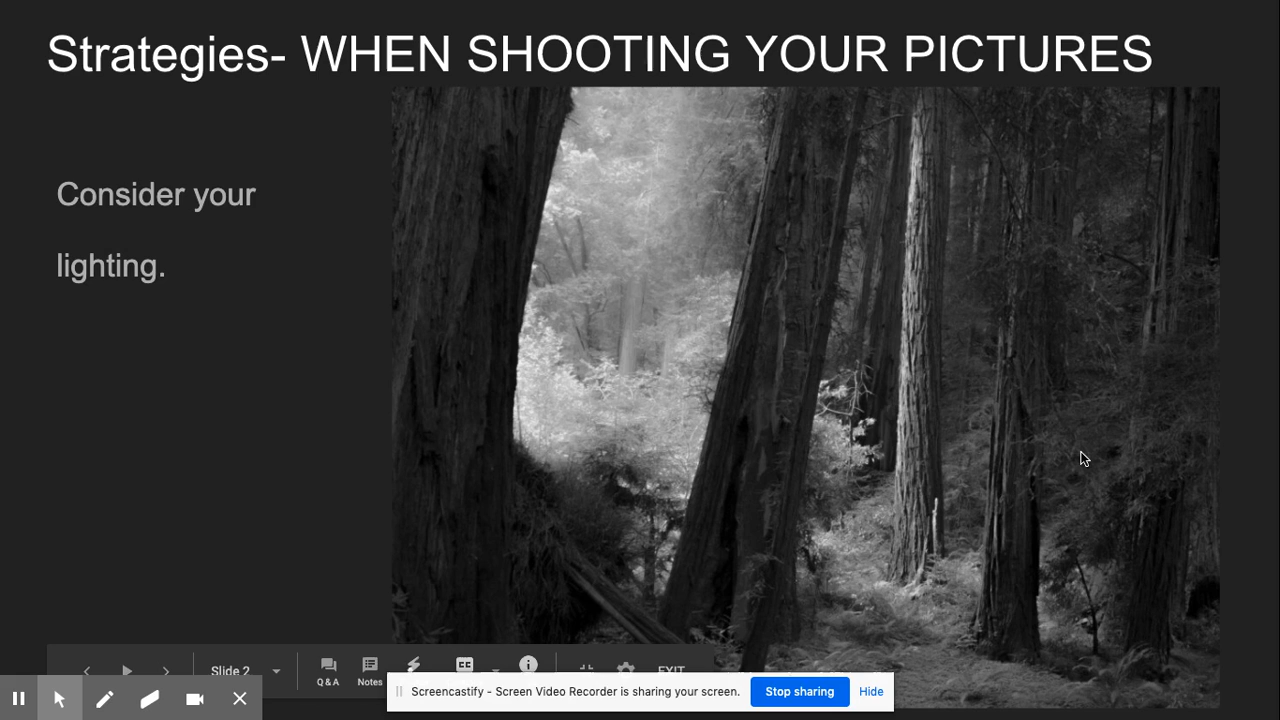 Strategies- WHEN SHOOTING YOUR PICTURES
Consider your
lighting.
Slide 2
EXIT
Q & A
Notes
CC
Screencastify - Screen Video Recorder is sharing your screen.
Stop sharing
Hide